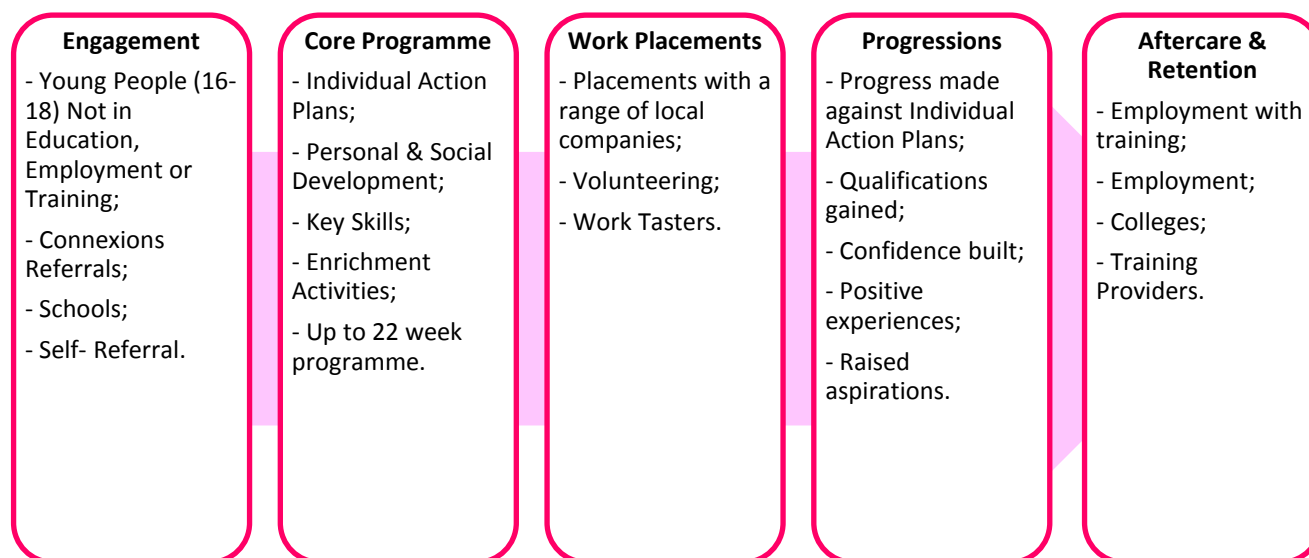 Engagement
- Young People (16-
18) Not in
Education,
Employment or
Training;
- Connexions
Referrals;
- Schools;
- Self- Referral.
Core Programme
- Individual Action
Plans;
- Personal & Social
Development;
- Key Skills;
- Enrichment
Activities;
- Up to 22 week
programme.
Work Placements
- Placements with a
range of local
companies;
- Volunteering;
- Work Tasters.
Progressions
- Progress made
against Individual
Action Plans;
- Qualifications
gained;
- Confidence built;
- Positive
experiences;
- Raised
aspirations.
Aftercare &
Retention
- Employment with
training;
- Employment;
- Colleges;
- Training
Providers.